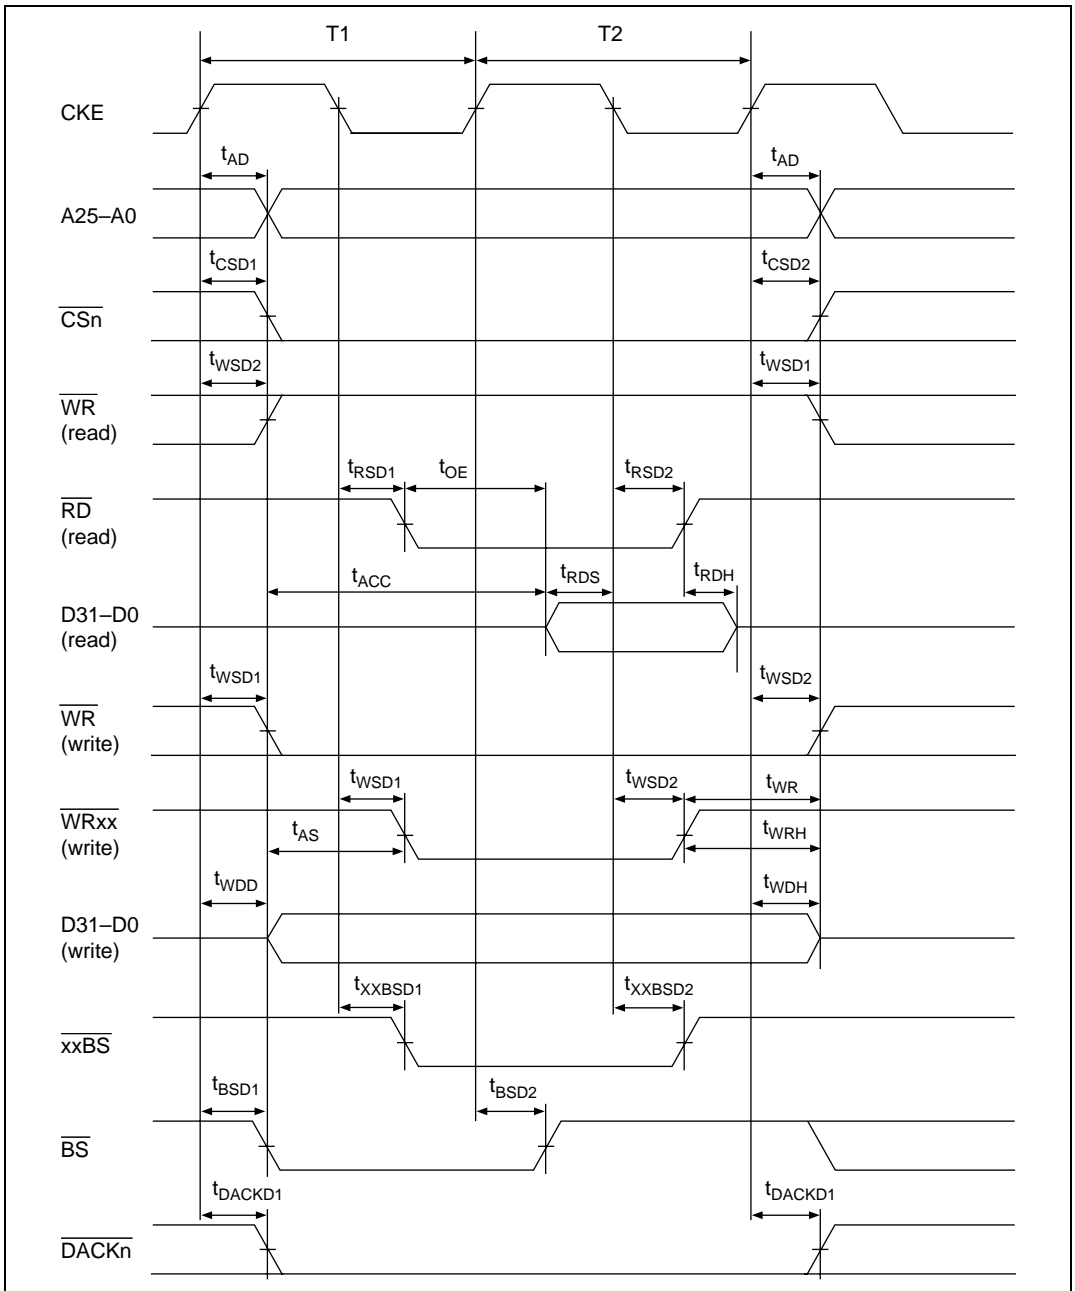 T1 T2
CKE
tAD tAD
A25–A0
tCSD1 tCSD2
CSn
tWSD2 tWSD1
WR
(read)
tRSD1 tOE tRSD2
RD
(read)
tACC tRDS tRDH
D31–D0
(read)
tWSD1 tWSD2
WR
(write)
tWSD1 tWSD2 tWR
WRxx
(write)
tAS tWRH
tWDD tWDH
D31–D0
(write)
tXXBSD1 tXXBSD2
xxBS
tBSD1 tBSD2
BS
tDACKD1 tDACKD1
DACKn